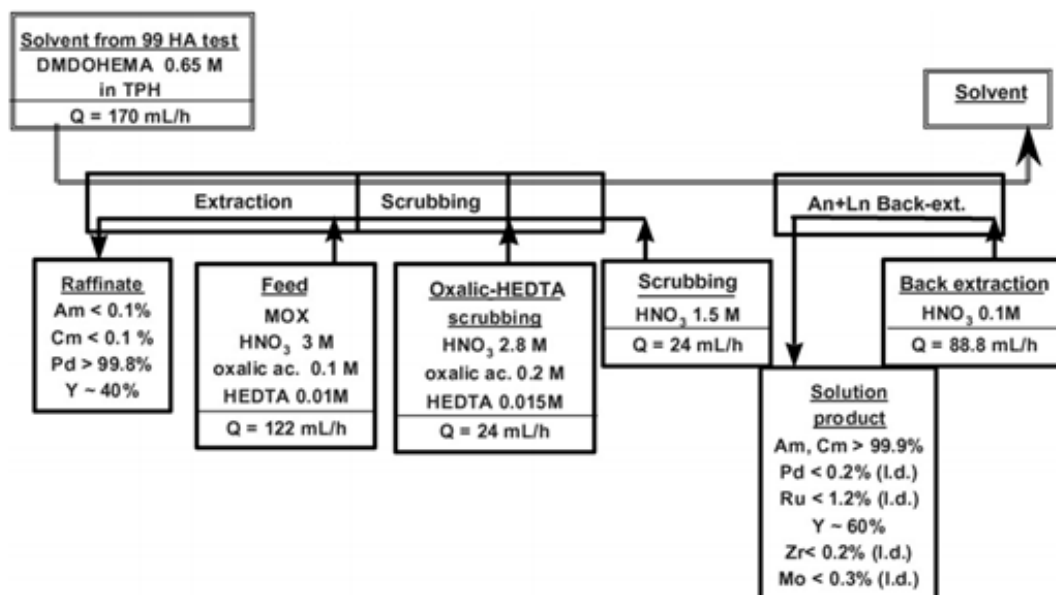 Solvent from 99 HA test
DMDOHEMA 0.65 M
in TPH
Q = 170 mL/h
Solvent
Extraction
Scrubbing
An+Ln Back-ext.
Raffinate
Am < 0.1%
Cm < 0.1 %
Pd > 99.8%
Y ~ 40%
Feed
MOX
HNO₃ 3 M
oxalic ac. 0.1 M
HEDTA 0.01M
Q = 122 mL/h
Oxalic-HEDTA
scrubbing
HNO₃ 2.8 M
oxalic ac. 0.2 M
HEDTA 0.015M
Q = 24 mL/h
Scrubbing
HNO₃ 1.5 M
Q = 24 mL/h
Back extraction
HNO₃ 0.1M
Q = 88.8 mL/h
Solution
product
Am, Cm > 99.9%
Pd < 0.2% (l.d.)
Ru < 1.2% (l.d.)
Y ~ 60%
Zr< 0.2% (l.d.)
Mo < 0.3% (l.d.)